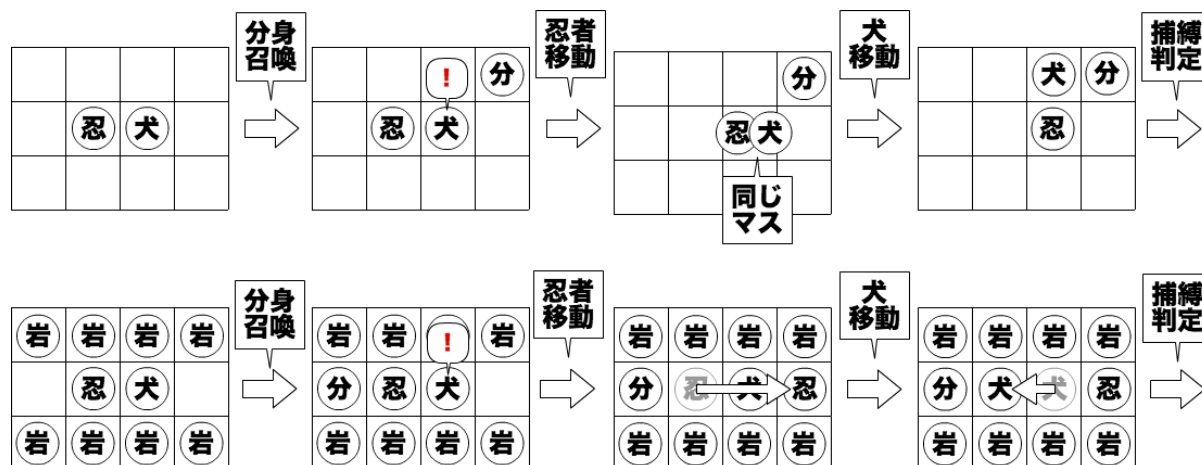 分身
召喚
忍者
移動
犬
移動
捕縛
判定
!
分
分
犬
分
忍
犬
忍
犬
忍
犬
忍
同じ
マス
分身
召喚
忍者
移動
犬
移動
捕縛
判定
岩 岩 岩 岩
岩 岩 ! 岩
岩 岩 岩 岩
岩 岩 岩 岩
忍 犬
分 忍 犬
分 忍 犬 忍
分 犬 犬 忍
岩 岩 岩 岩
岩 岩 岩 岩
岩 岩 岩 岩
岩 岩 岩 岩